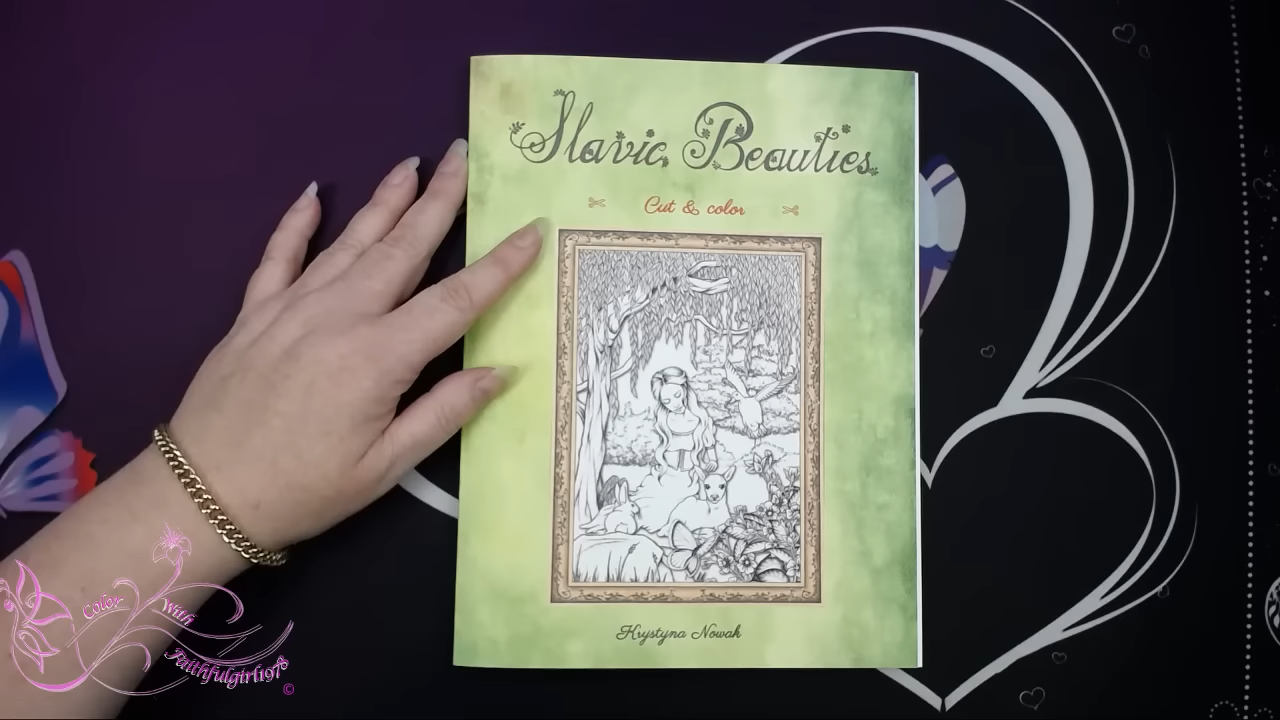 Slavic Beauties
Cut & color
Krystyna Nowak
Color With
Faithfulgirl1978
©